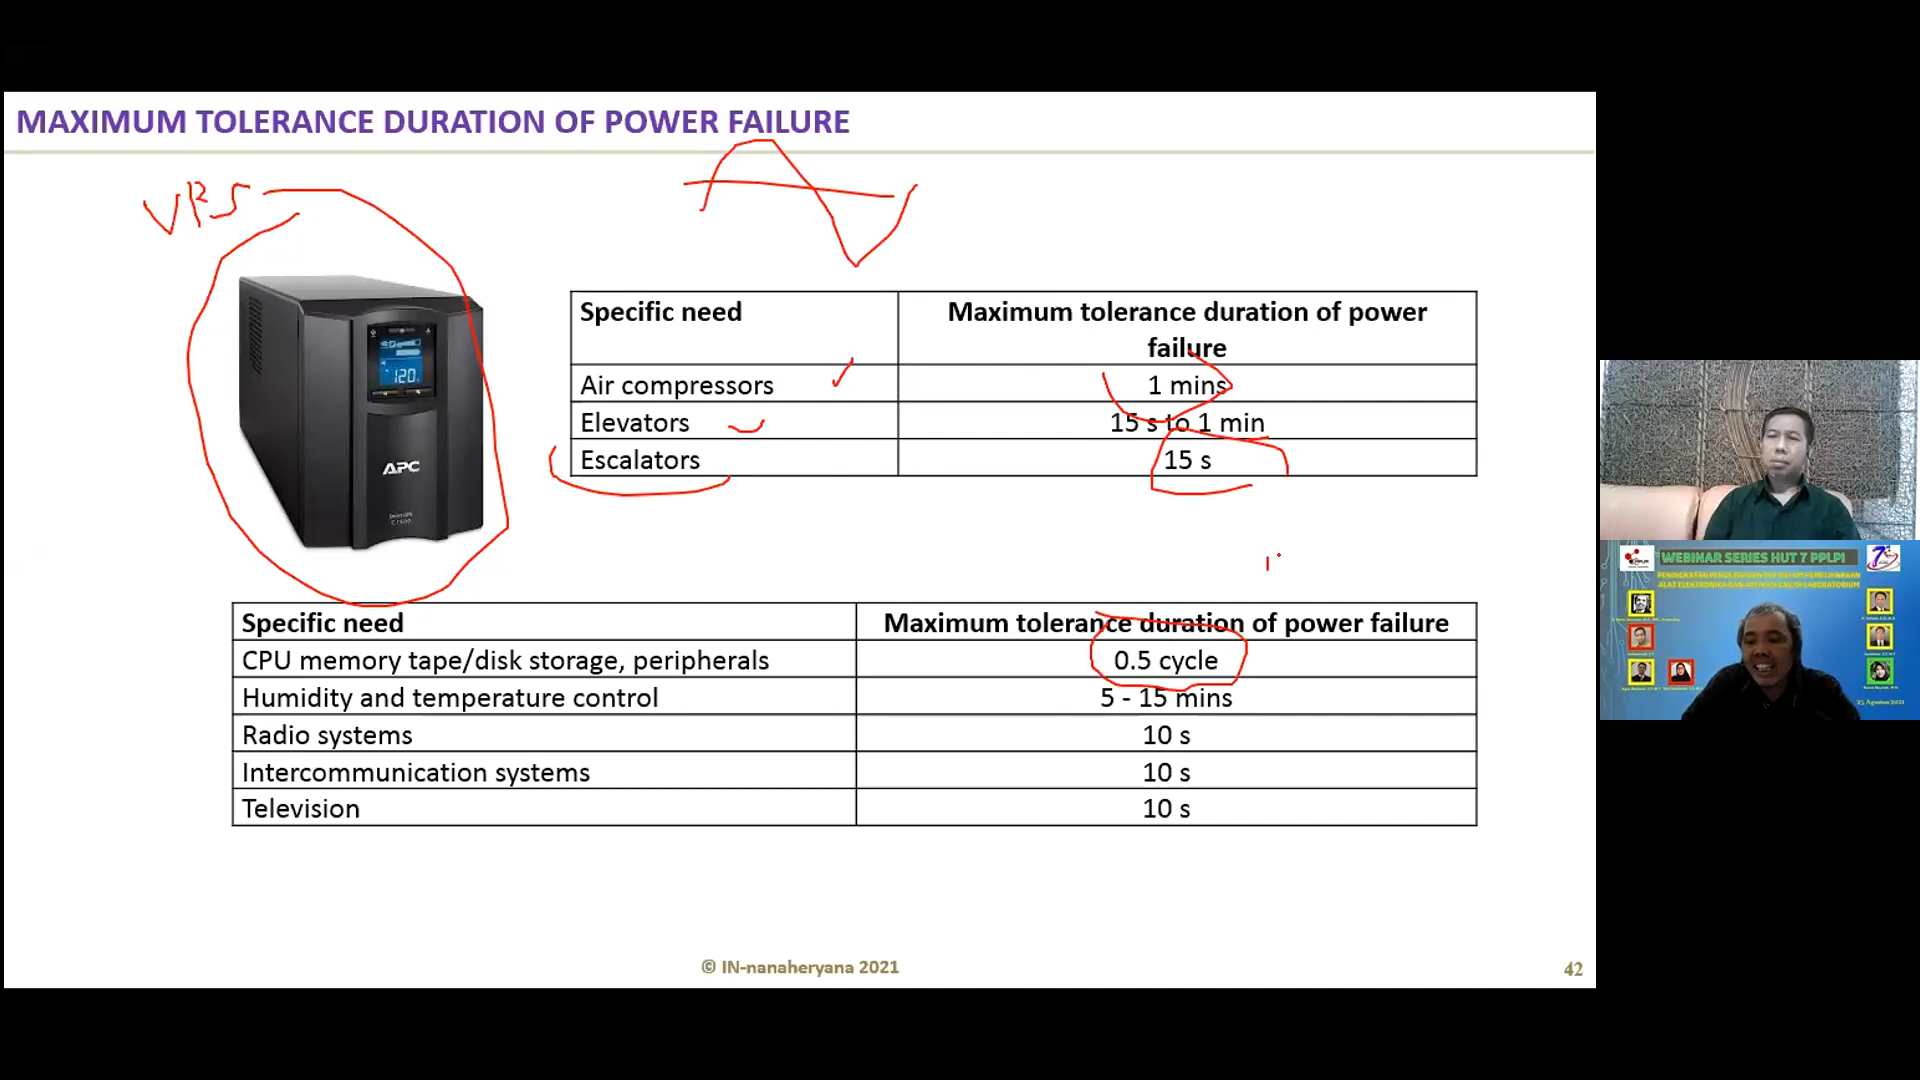 MAXIMUM TOLERANCE DURATION OF POWER FAILURE
Specific need Maximum tolerance duration of power failure
Air compressors 1 mins
Elevators 15 s to 1 min
Escalators 15 s
120
APC
Specific need Maximum tolerance duration of power failure
CPU memory tape/disk storage, peripherals 0.5 cycle
Humidity and temperature control 5 - 15 mins
Radio systems 10 s
Intercommunication systems 10 s
Television 10 s
© IN-nanaheryana 2021
42
WEBINAR SERIES HUT 7 PPLPI
25 Agustus 2021